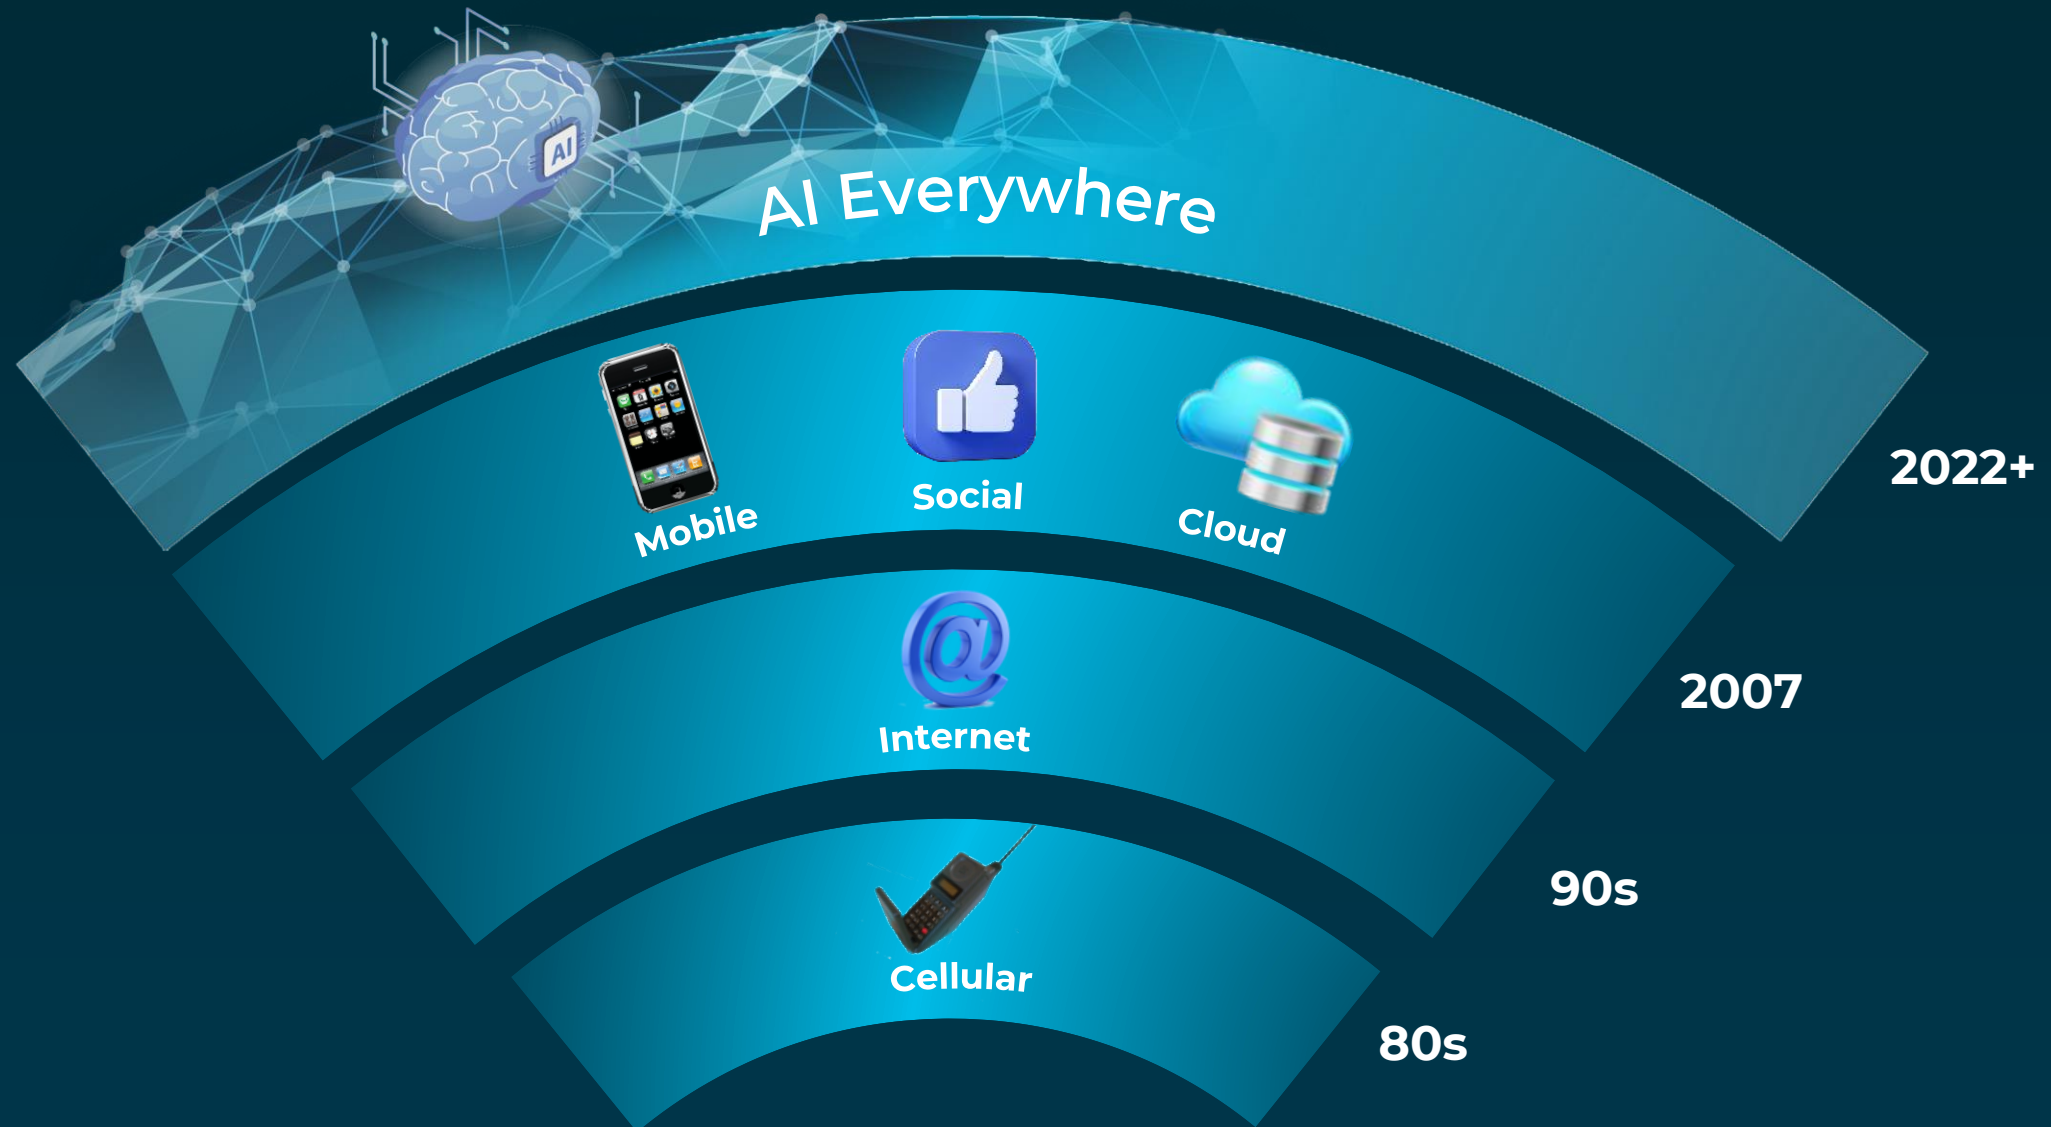 AI
AI Everywhere
2022+
Mobile
Social
Cloud
2007
@
Internet
90s
Cellular
80s